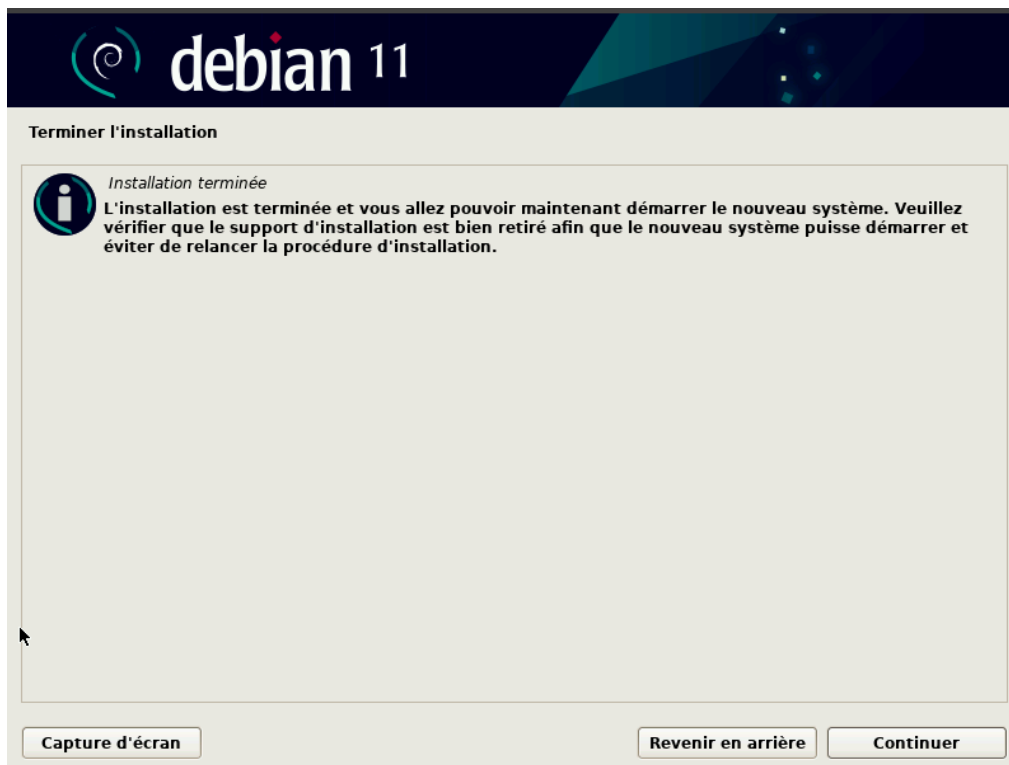 debian 11
Terminer l'installation
Installation terminée
L'installation est terminée et vous allez pouvoir maintenant démarrer le nouveau système. Veuillez
vérifier que le support d'installation est bien retiré afin que le nouveau système puisse démarrer et
éviter de relancer la procédure d'installation.
Capture d'écran
Revenir en arrière
Continuer